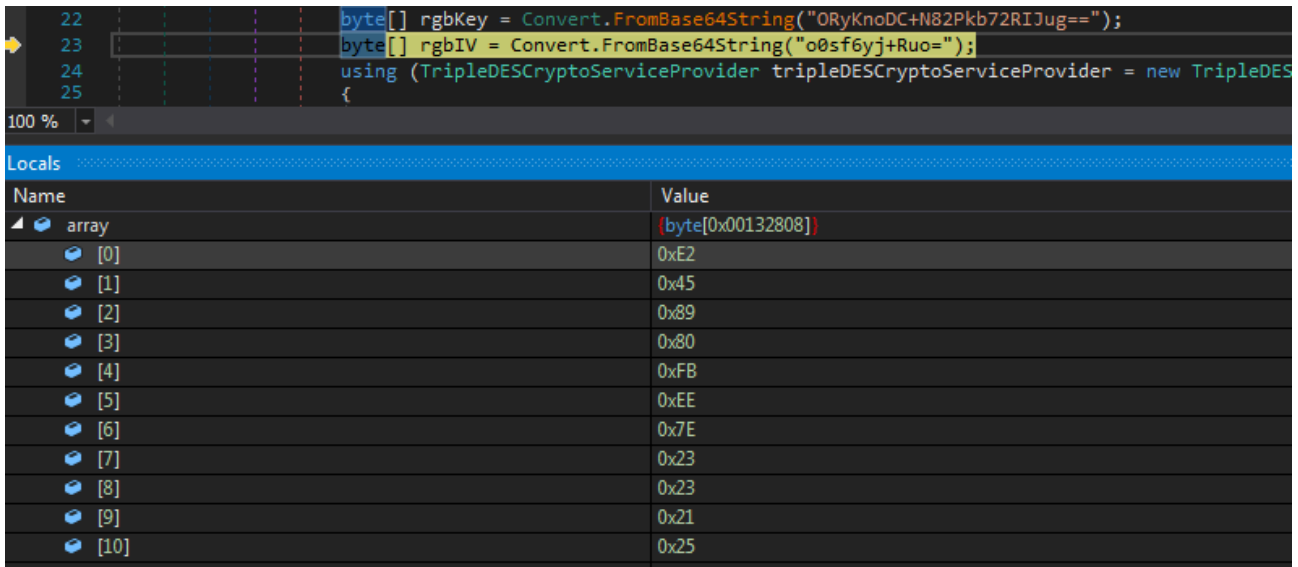 22 byte[] rgbKey = Convert.FromBase64String("ORyKnoDC+N82Pkb72RIJug==");
23 byte[] rgbIV = Convert.FromBase64String("o0sf6yj+Ruo=");
24 using (TripleDESCryptoServiceProvider tripleDESCryptoServiceProvider = new TripleDES
25 {
100 %
Locals
Name Value
array {byte[0x00132808]}
[0] 0xE2
[1] 0x45
[2] 0x89
[3] 0x80
[4] 0xFB
[5] 0xEE
[6] 0x7E
[7] 0x23
[8] 0x23
[9] 0x21
[10] 0x25